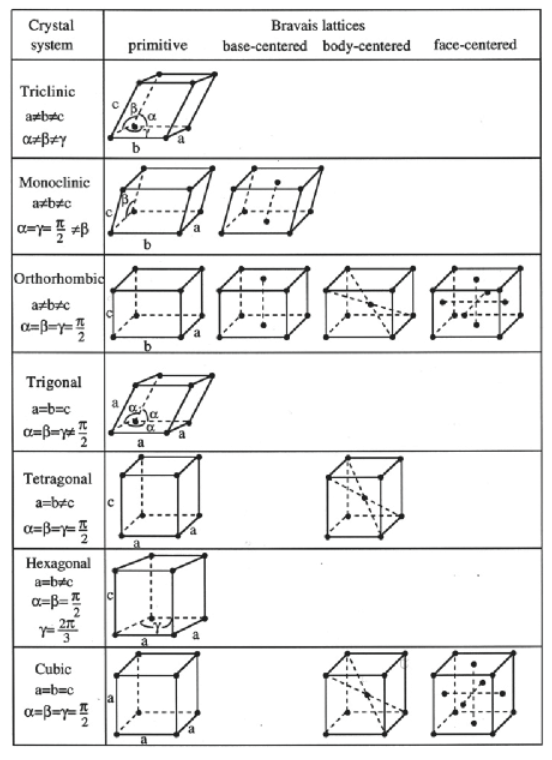 Crystal system
Bravais lattices
primitive base-centered body-centered face-centered
Triclinic
a≠b≠c
α≠β≠γ
c β α γ a b
Monoclinic
a≠b≠c
α=γ= π/2 ≠β
c β a b
Orthorhombic
a≠b≠c
α=β=γ= π/2
c a b
Trigonal
a=b=c
α=β=γ≠ π/2
a α α α a a
Tetragonal
a=b≠c
α=β=γ= π/2
c a a
Hexagonal
a=b≠c
α=β= π/2
γ= 2π/3
c γ a a
Cubic
a=b=c
α=β=γ= π/2
a a a